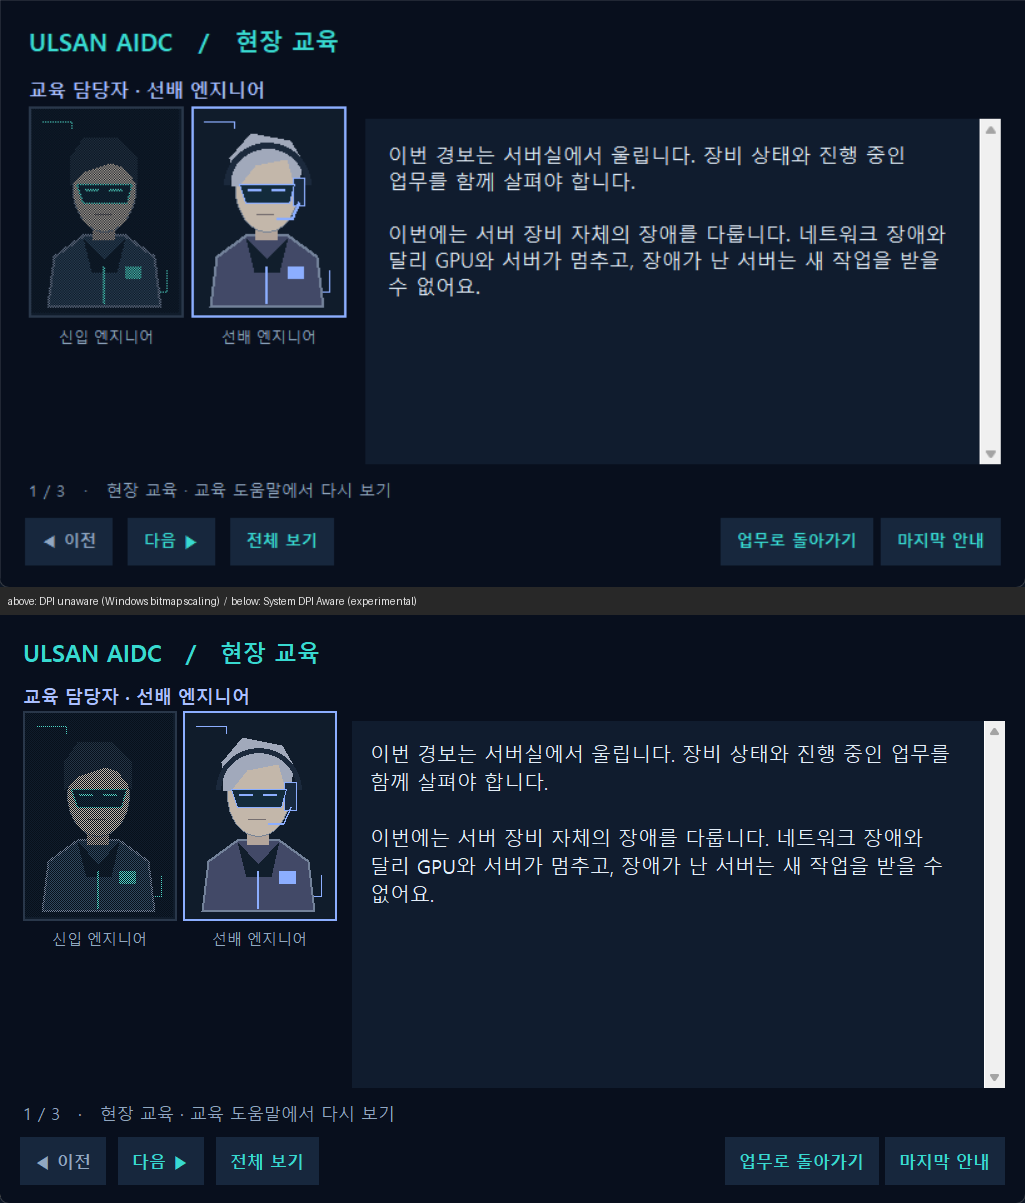 ULSAN AIDC / 현장 교육
교육 담당자 · 선배 엔지니어
신입 엔지니어
선배 엔지니어
이번 경보는 서버실에서 울립니다. 장비 상태와 진행 중인
업무를 함께 살펴야 합니다.
이번에는 서버 장비 자체의 장애를 다룹니다. 네트워크 장애와
달리 GPU와 서버가 멈추고, 장애가 난 서버는 새 작업을 받을
수 없어요.
1 / 3 · 현장 교육 · 교육 도움말에서 다시 보기
◀ 이전
다음 ▶
전체 보기
업무로 돌아가기
마지막 안내
above: DPI unaware (Windows bitmap scaling) / below: System DPI Aware (experimental)
ULSAN AIDC / 현장 교육
교육 담당자 · 선배 엔지니어
신입 엔지니어
선배 엔지니어
이번 경보는 서버실에서 울립니다. 장비 상태와 진행 중인 업무를
함께 살펴야 합니다.
이번에는 서버 장비 자체의 장애를 다룹니다. 네트워크 장애와
달리 GPU와 서버가 멈추고, 장애가 난 서버는 새 작업을 받을 수
없어요.
1 / 3 · 현장 교육 · 교육 도움말에서 다시 보기
◀ 이전
다음 ▶
전체 보기
업무로 돌아가기
마지막 안내